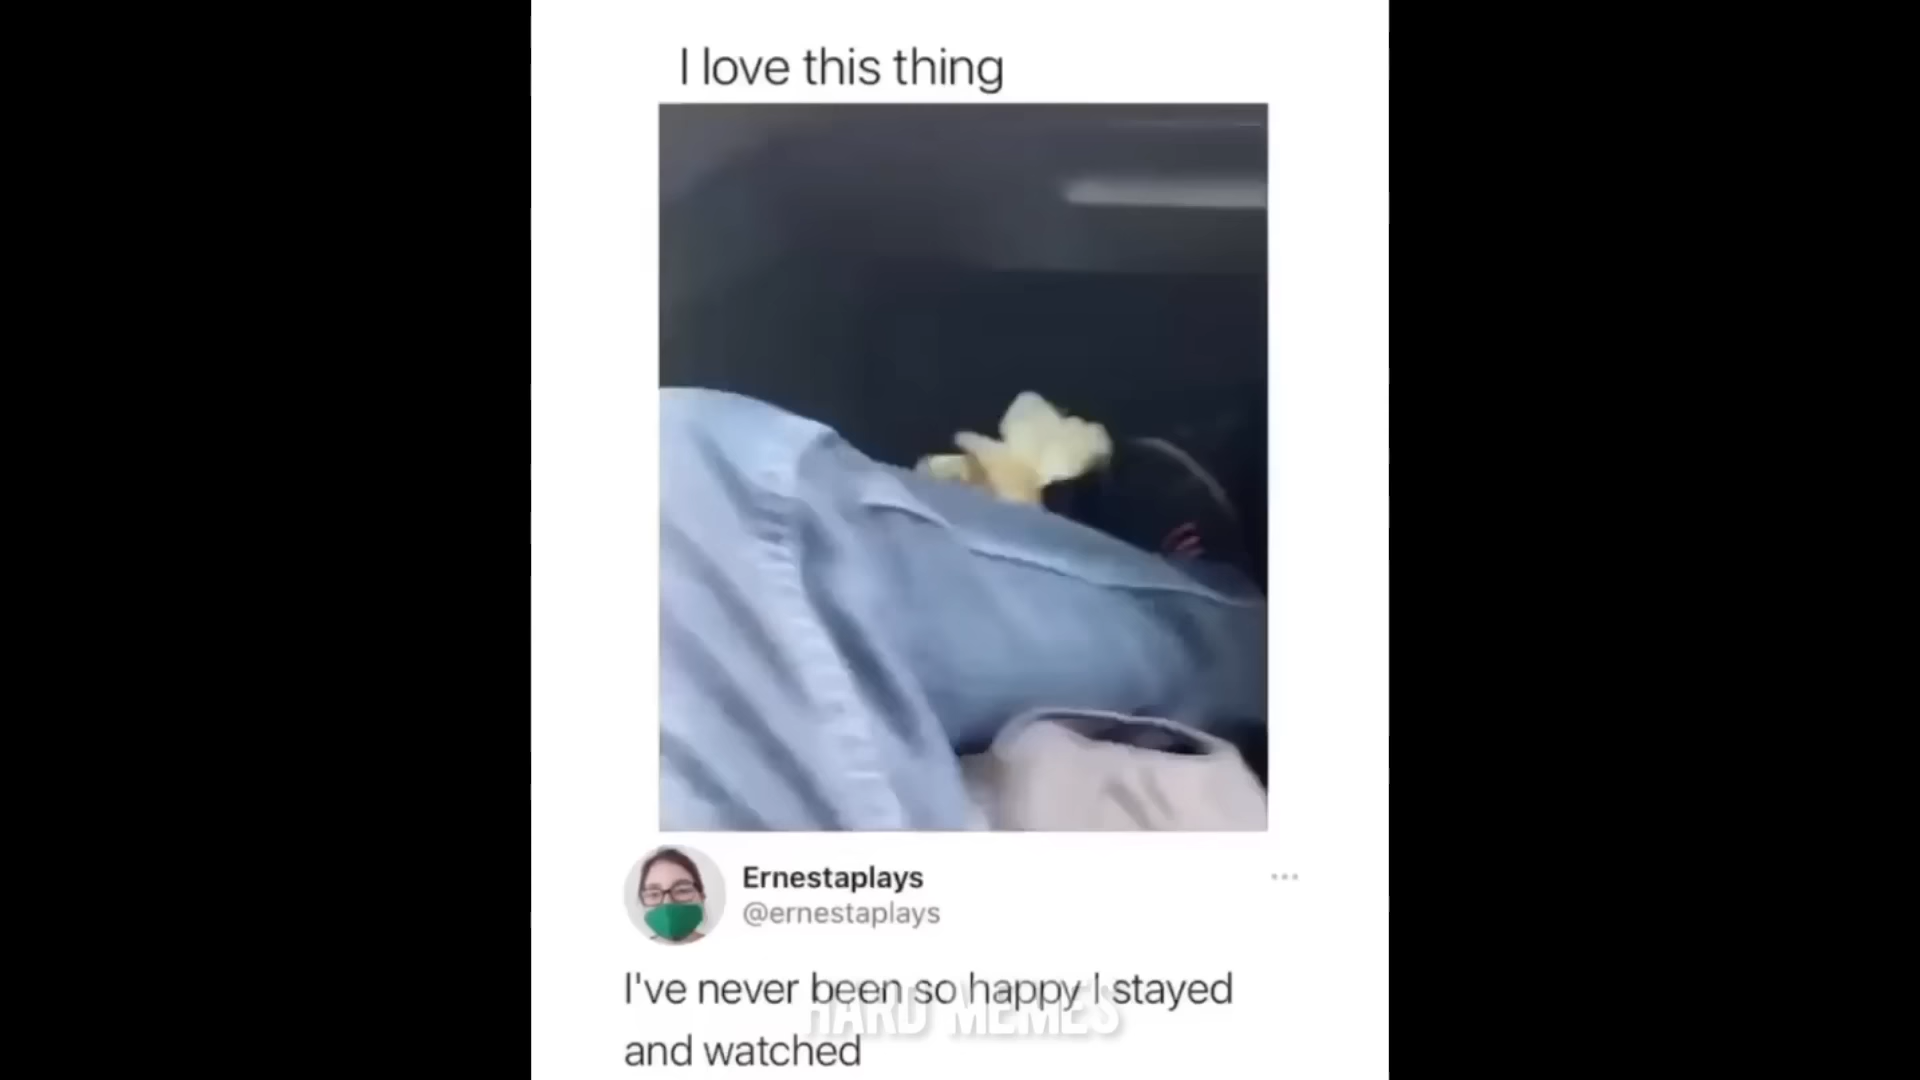 I love this thing
Ernestaplays
@ernestaplays
I've never been so happy I stayed
HARD MEMES
and watched